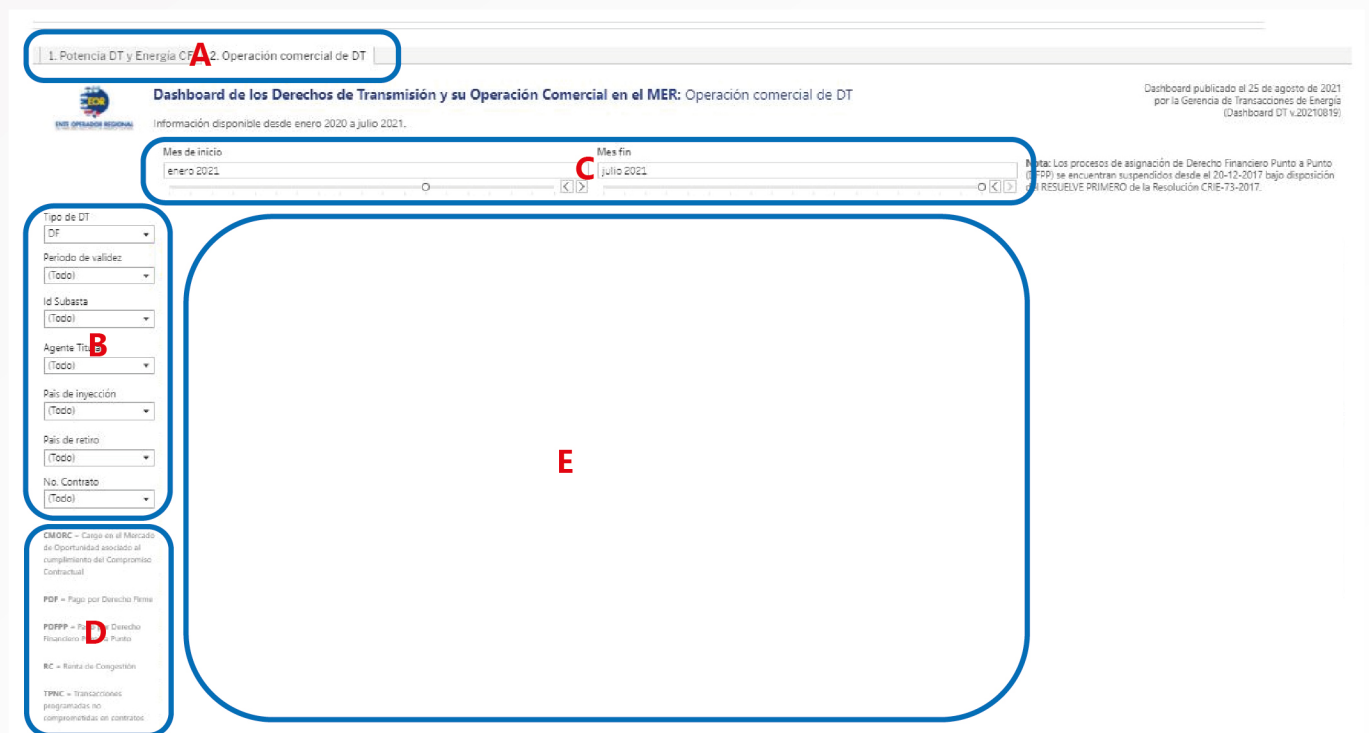 1. Potencia DT y Energía CF
A
2. Operación comercial de DT
EOR
ENTE OPERADOR REGIONAL
Dashboard de los Derechos de Transmisión y su Operación Comercial en el MER: Operación comercial de DT
Información disponible desde enero 2020 a julio 2021.
Dashboard publicado el 25 de agosto de 2021
por la Gerencia de Transacciones de Energía
(Dashboard DT v.20210819)
Mes de inicio
enero 2021
C
Mes fin
julio 2021
Nota: Los procesos de asignación de Derecho Financiero Punto a Punto
(DFPP) se encuentran suspendidos desde el 20-12-2017 bajo disposición
del RESUELVE PRIMERO de la Resolución CRIE-73-2017.
Tipo de DT
DF
Periodo de validez
(Todo)
Id Subasta
(Todo)
B
Agente Titular
(Todo)
País de inyección
(Todo)
País de retiro
(Todo)
No. Contrato
(Todo)
E
CMORC = Cargo en el Mercado
de Oportunidad asociado al
cumplimiento del Compromiso
Contractual
PDF = Pago por Derecho Firme
PDFPP = Pago por Derecho
Financiero Punto a Punto
D
RC = Renta de Congestión
TPNC = Transacciones
programadas no
comprometidas en contratos